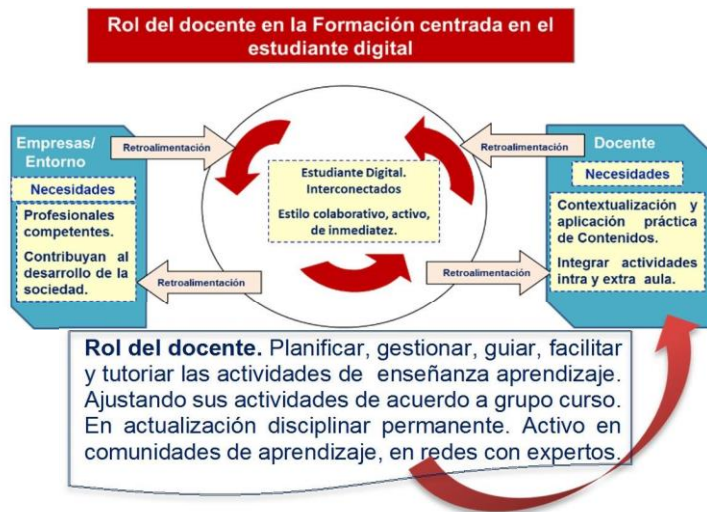 Rol del docente en la Formación centrada en el
estudiante digital
Empresas/
Entorno
Necesidades
Profesionales
competentes.
Contribuyan al
desarrollo de la
sociedad.
Retroalimentación
Retroalimentación
Estudiante Digital.
Interconectados
Estilo colaborativo, activo,
de inmediatez.
Retroalimentación
Retroalimentación
Docente
Necesidades
Contextualización y
aplicación práctica
de Contenidos.
Integrar actividades
intra y extra aula.
Rol del docente. Planificar, gestionar, guiar, facilitar
y tutoriar las actividades de enseñanza aprendizaje.
Ajustando sus actividades de acuerdo a grupo curso.
En actualización disciplinar permanente. Activo en
comunidades de aprendizaje, en redes con expertos.